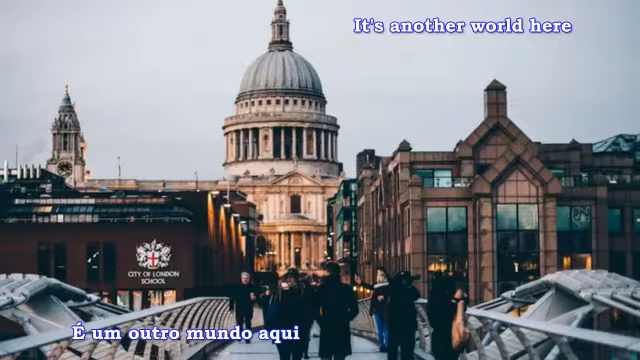 It's another world here
CITY OF LONDON
SCHOOL
É um outro mundo aqui